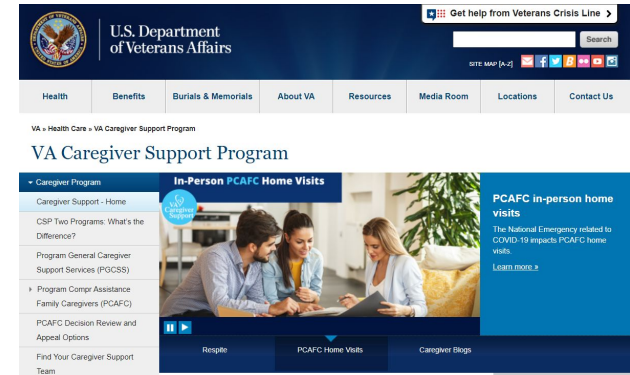 Get help from Veterans Crisis Line
U.S. Department
of Veterans Affairs
Search
SITE MAP [A-Z]
Health
Benefits
Burials & Memorials
About VA
Resources
Media Room
Locations
Contact Us
VA » Health Care » VA Caregiver Support Program
VA Caregiver Support Program
Caregiver Program
Caregiver Support - Home
CSP Two Programs: What's the
Difference?
Program General Caregiver
Support Services (PGCSS)
Program Compr Assistance
Family Caregivers (PCAFC)
PCAFC Decision Review and
Appeal Options
Find Your Caregiver Support
Team
In-Person PCAFC Home Visits
VA
Caregiver
Support
PCAFC in-person home
visits
The National Emergency related to
COVID-19 impacts PCAFC home
visits.
Learn more »
Respite
PCAFC Home Visits
Caregiver Blogs